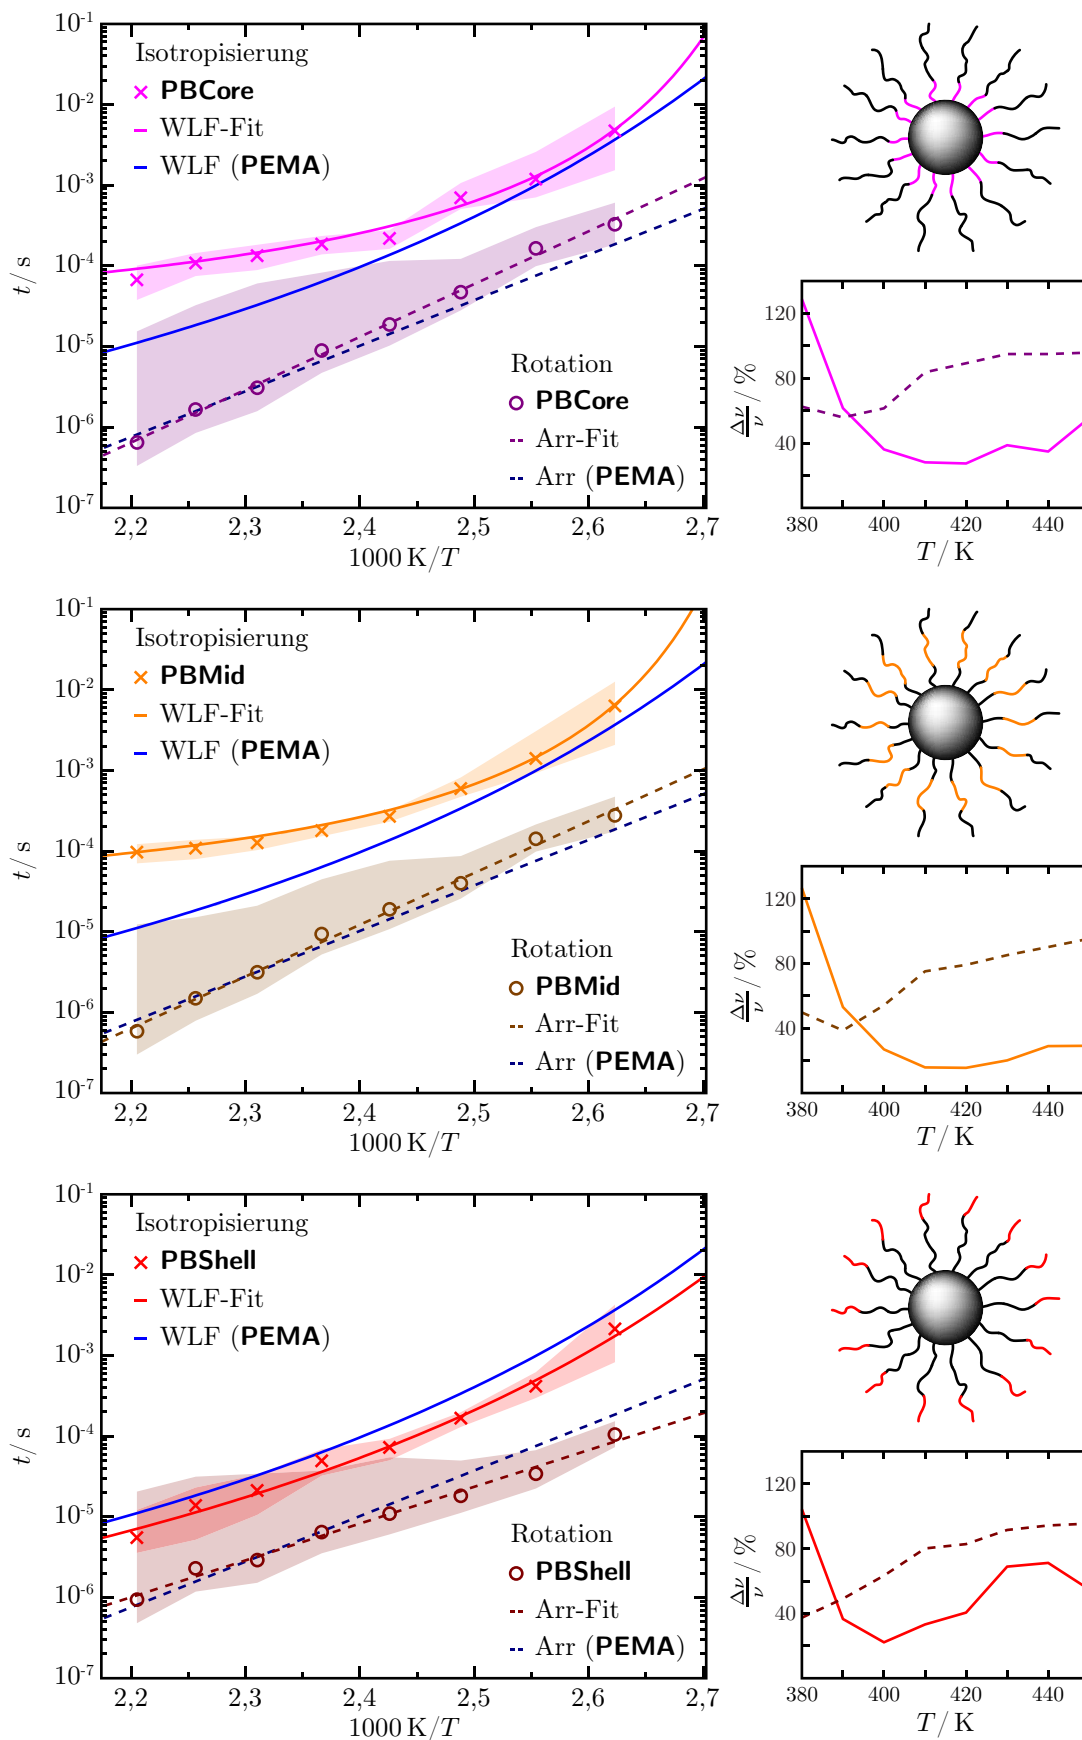 10^-1
10^-2
10^-3
10^-4
10^-5
10^-6
10^-7
t / s
Isotropisierung
PBCore
WLF-Fit
WLF (PEMA)
Rotation
PBCore
Arr-Fit
Arr (PEMA)
2,2 2,3 2,4 2,5 2,6 2,7
1000 K/T
120
80
40
Δν/ν / %
380 400 420 440
T / K
10^-1
10^-2
10^-3
10^-4
10^-5
10^-6
10^-7
t / s
Isotropisierung
PBMid
WLF-Fit
WLF (PEMA)
Rotation
PBMid
Arr-Fit
Arr (PEMA)
2,2 2,3 2,4 2,5 2,6 2,7
1000 K/T
120
80
40
Δν/ν / %
380 400 420 440
T / K
10^-1
10^-2
10^-3
10^-4
10^-5
10^-6
10^-7
t / s
Isotropisierung
PBShell
WLF-Fit
WLF (PEMA)
Rotation
PBShell
Arr-Fit
Arr (PEMA)
2,2 2,3 2,4 2,5 2,6 2,7
1000 K/T
120
80
40
Δν/ν / %
380 400 420 440
T / K